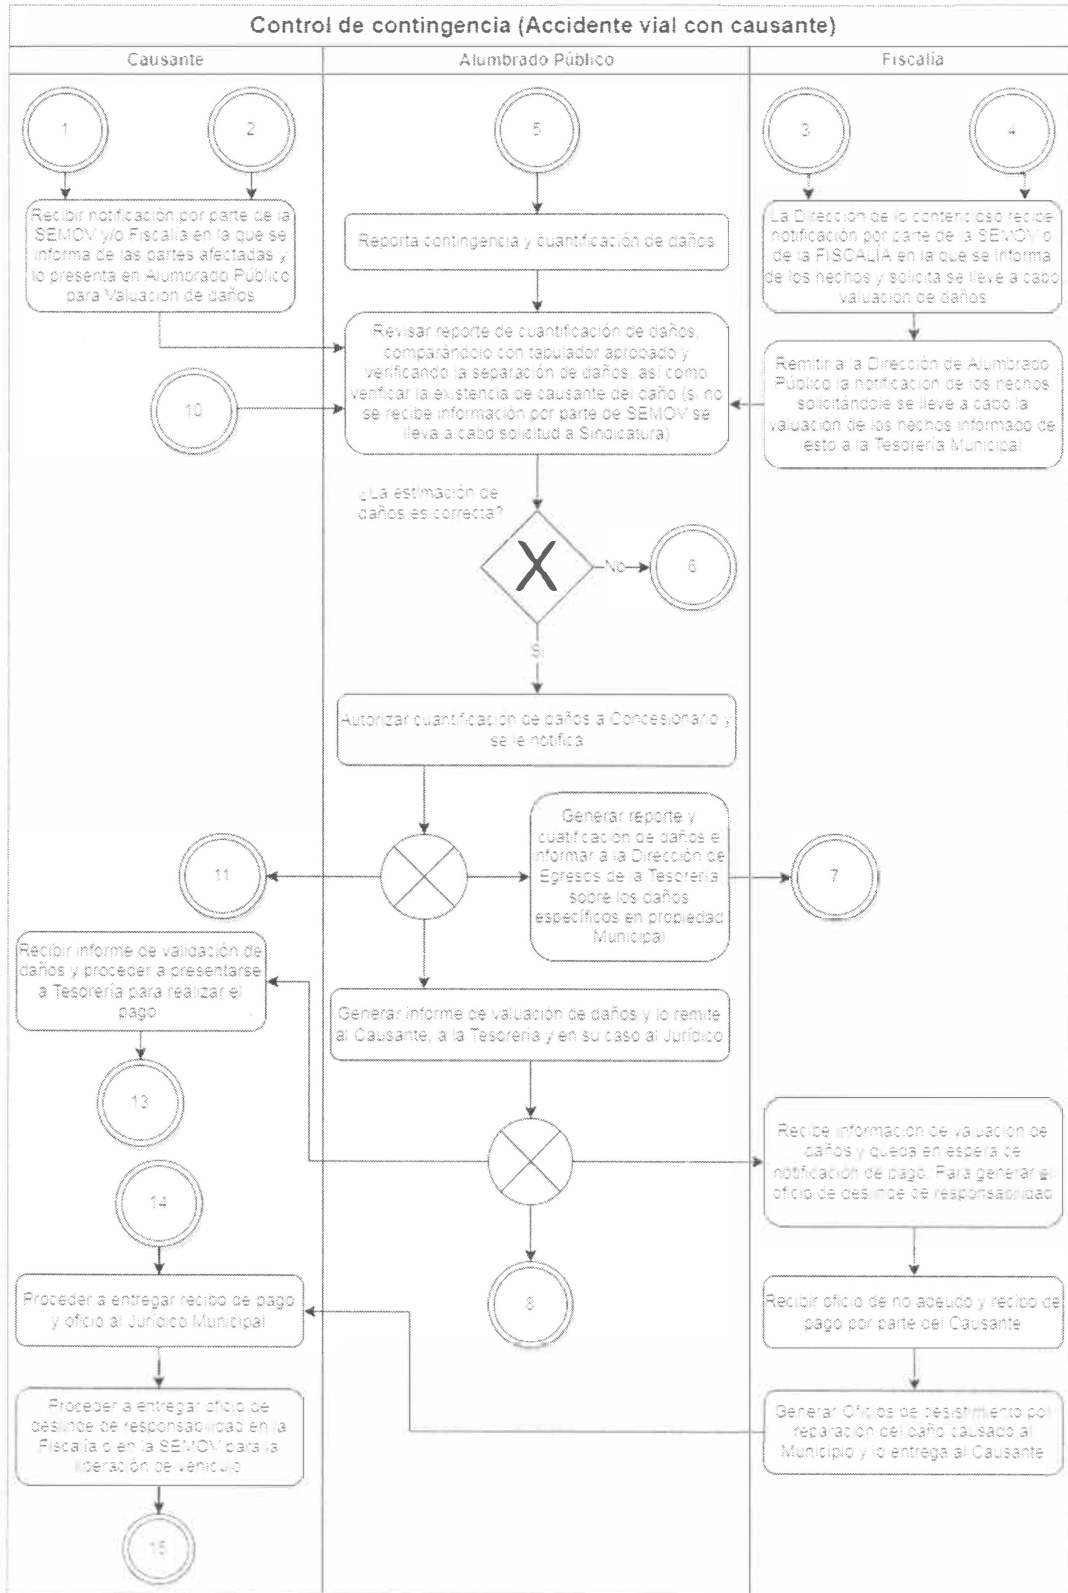 Control de contingencia (Accidente vial con causante)
Causante
Alumbrado Público
Fiscalía
1
2
5
3
4
Recibir notificación por parte de la
SEMOV y/o Fiscalia en la que se
informa de las partes afectadas y
lo presenta en Alumbrado Público
para Valuación de daños
Reporta contingencia y cuantificación de daños
La Dirección de lo contencioso recibe
notificación por parte de la SEMOV o
de la FISCALÍA en la que se informa
de los hechos y solicita se lleve a cabo
valuación de daños
Revisar reporte de cuantificación de daños,
comparándolo con tabulador aprobado y
verificando la separación de daños, así como
verificar la existencia de causante del daño (si no
se recibe información por parte de SEMOV se
lleva a cabo solicitud a Sindicatura)
10
Remitir a la Dirección de Alumbrado
Público la notificación de los hechos
solicitándole se lleve a cabo la
valuación de los hechos informado de
esto a la Tesorería Municipal
¿La estimación de
daños es correcta?
X
No
6
Si
Autorizar cuantificación de daños a Concesionario y
se le notifica
11
Generar reporte y
cuatificación de daños el
informar a la Dirección de
Egresos de la Tesorería
sobre los daños
específicos en propiedad
Municipal
7
Recibir informe de validación de
daños y proceder a presentarse
a Tesorería para realizar el
pago
Generar informe de valuación de daños y lo remite
al Causante, a la Tesorería y en su caso al Jurídico
13
Recibe información de valuación de
daños y queda en espera de
notificación de pago. Para generar el
oficio de deslinde de responsabilidad
14
8
Proceder a entregar recibo de pago
y oficio al Jurídico Municipal
Recibir oficio de no adeudo y recibo de
pago por parte del Causante
Proceder a entregar oficio de
deslinde de responsabilidad en la
Fiscalía o en la SEMOV para la
liberación de vehículo
Generar Oficios de desistimiento por
reparación del daño causado al
Municipio y lo entrega al Causante
15